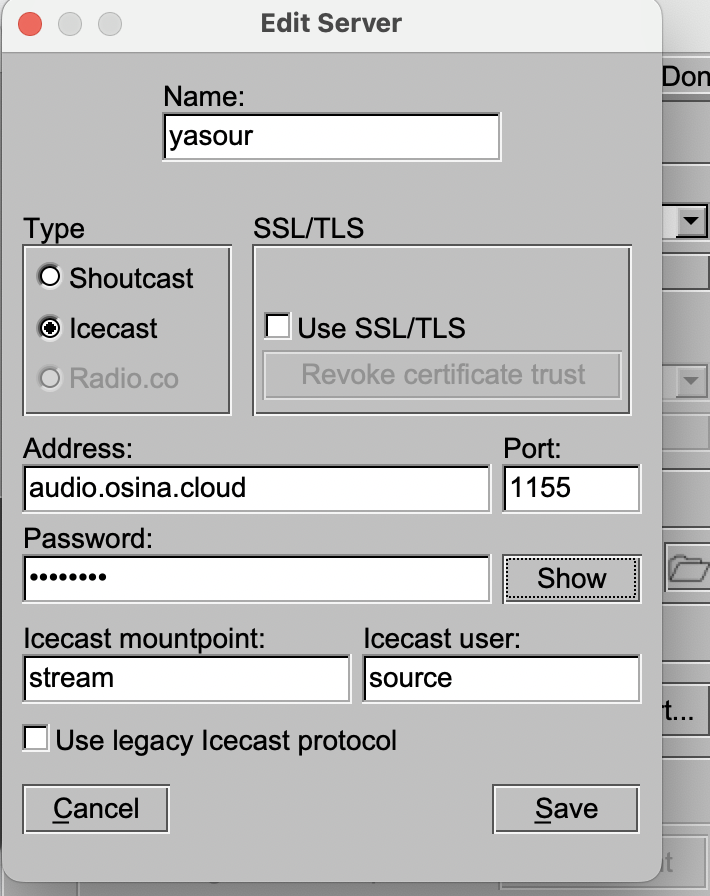 Edit Server
Don
Name:
yasour
Type
SSL/TLS
Shoutcast
Icecast
Use SSL/TLS
Radio.co
Revoke certificate trust
Address:
Port:
audio.osina.cloud
1155
Password:
••••••••
Show
Icecast mountpoint:
Icecast user:
stream
source
t...
Use legacy Icecast protocol
Cancel
Save
t